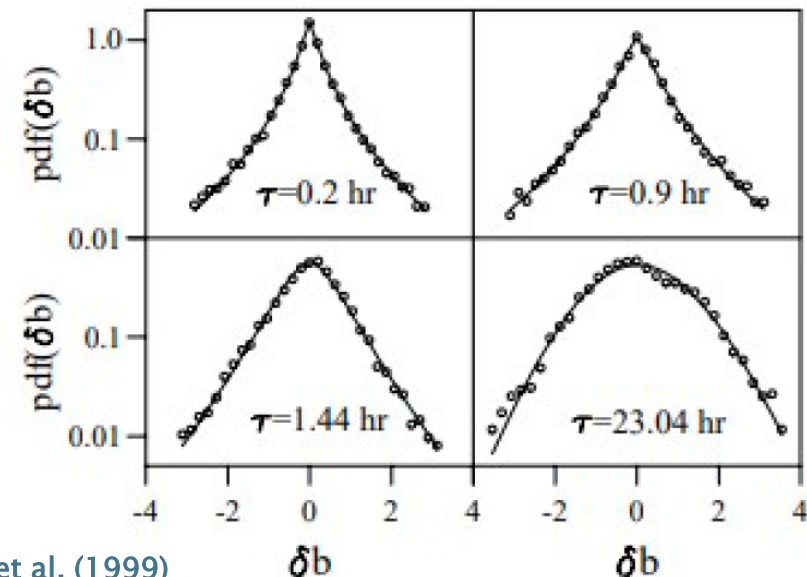 pdf(δb)
1.0
0.1
0.01
τ=0.2 hr
τ=0.9 hr
pdf(δb)
0.1
0.01
τ=1.44 hr
τ=23.04 hr
-4 -2 0 2 4 -2 0 2 4
δb δb
et al. (1999)